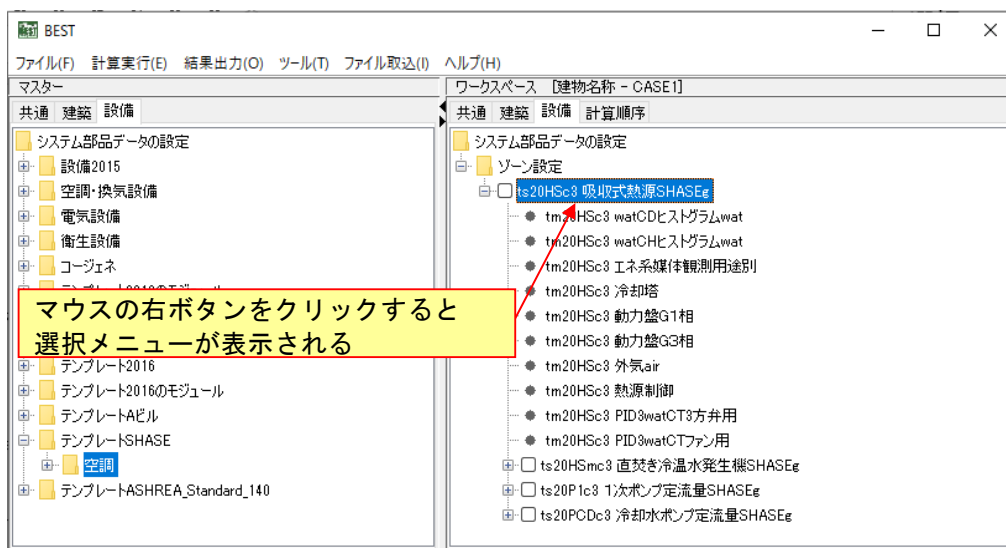 BEST
ファイル(F) 計算実行(E) 結果出力(O) ツール(T) ファイル取込(I) ヘルプ(H)
マスター
共通 建築 設備
システム部品データの設定
設備2015
空調・換気設備
電気設備
衛生設備
コージェネ
マウスの右ボタンをクリックすると
選択メニューが表示される
テンプレート2016
テンプレート2016のモジュール
テンプレートAビル
テンプレートSHASE
空調
テンプレートASHREA_Standard_140
ワークスペース [建物名称 - CASE1]
共通 建築 設備 計算順序
システム部品データの設定
ゾーン設定
ts20HSc3 吸収式熱源SHASEg
tm20HSc3 watCDヒストグラムwat
tm20HSc3 watCHヒストグラムwat
tm20HSc3 エネ系媒体観測用途別
tm20HSc3 冷却塔
tm20HSc3 動力盤G1相
tm20HSc3 動力盤G3相
tm20HSc3 外気air
tm20HSc3 熱源制御
tm20HSc3 PID3watCT3方弁用
tm20HSc3 PID3watCTファン用
ts20HSmc3 直焚き冷温水発生機SHASEg
ts20P1c3 1次ポンプ定流量SHASEg
ts20PCDc3 冷却水ポンプ定流量SHASEg